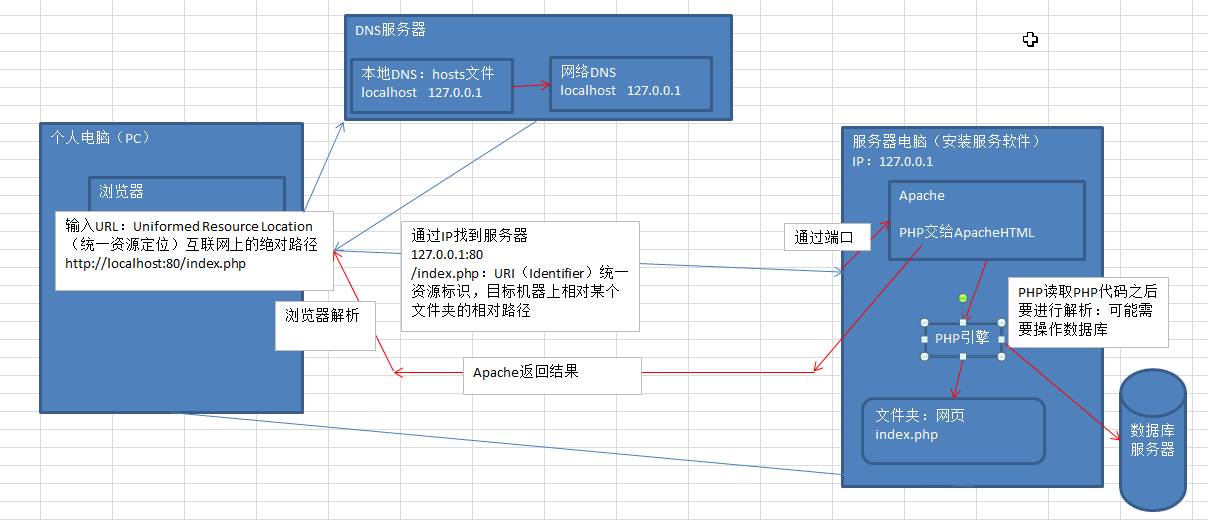 DNS服务器
本地DNS：hosts文件
localhost 127.0.0.1
网络DNS
localhost 127.0.0.1
个人电脑（PC）
浏览器
输入URL：Uniformed Resource Location
（统一资源定位）互联网上的绝对路径
http://localhost:80/index.php
浏览器解析
通过IP找到服务器
127.0.0.1:80
/index.php：URI（Identifier）统一
资源标识，目标机器上相对某个
文件夹的相对路径
Apache返回结果
通过端口
服务器电脑（安装服务软件）
IP：127.0.0.1
Apache
PHP交给ApacheHTML
PHP读取PHP代码之后
要进行解析：可能需
要操作数据库
PHP引擎
文件夹：网页
index.php
数据库
服务器